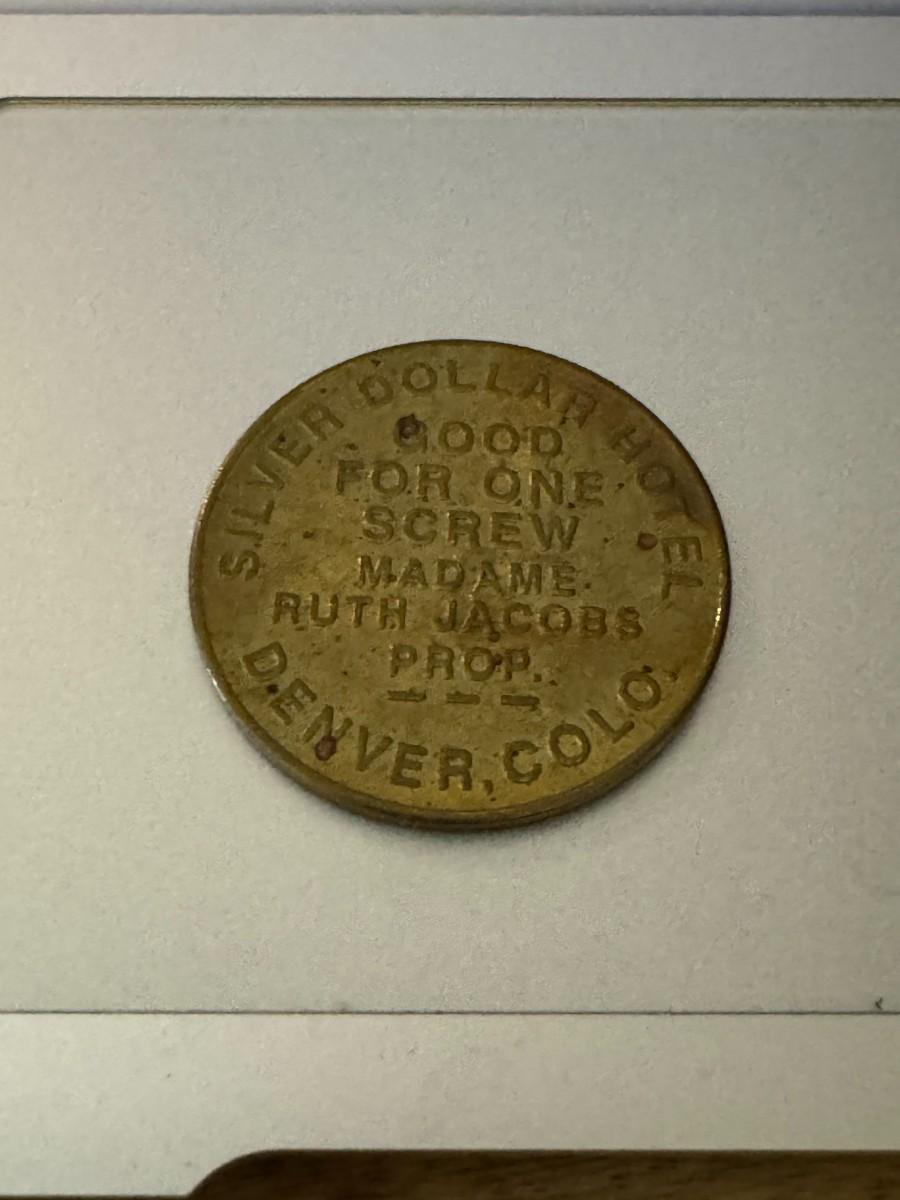 SILVER DOLLAR HOTEL
GOOD
FOR ONE
SCREW
MADAME
RUTH JACOBS
PROP.
DENVER, COLO.